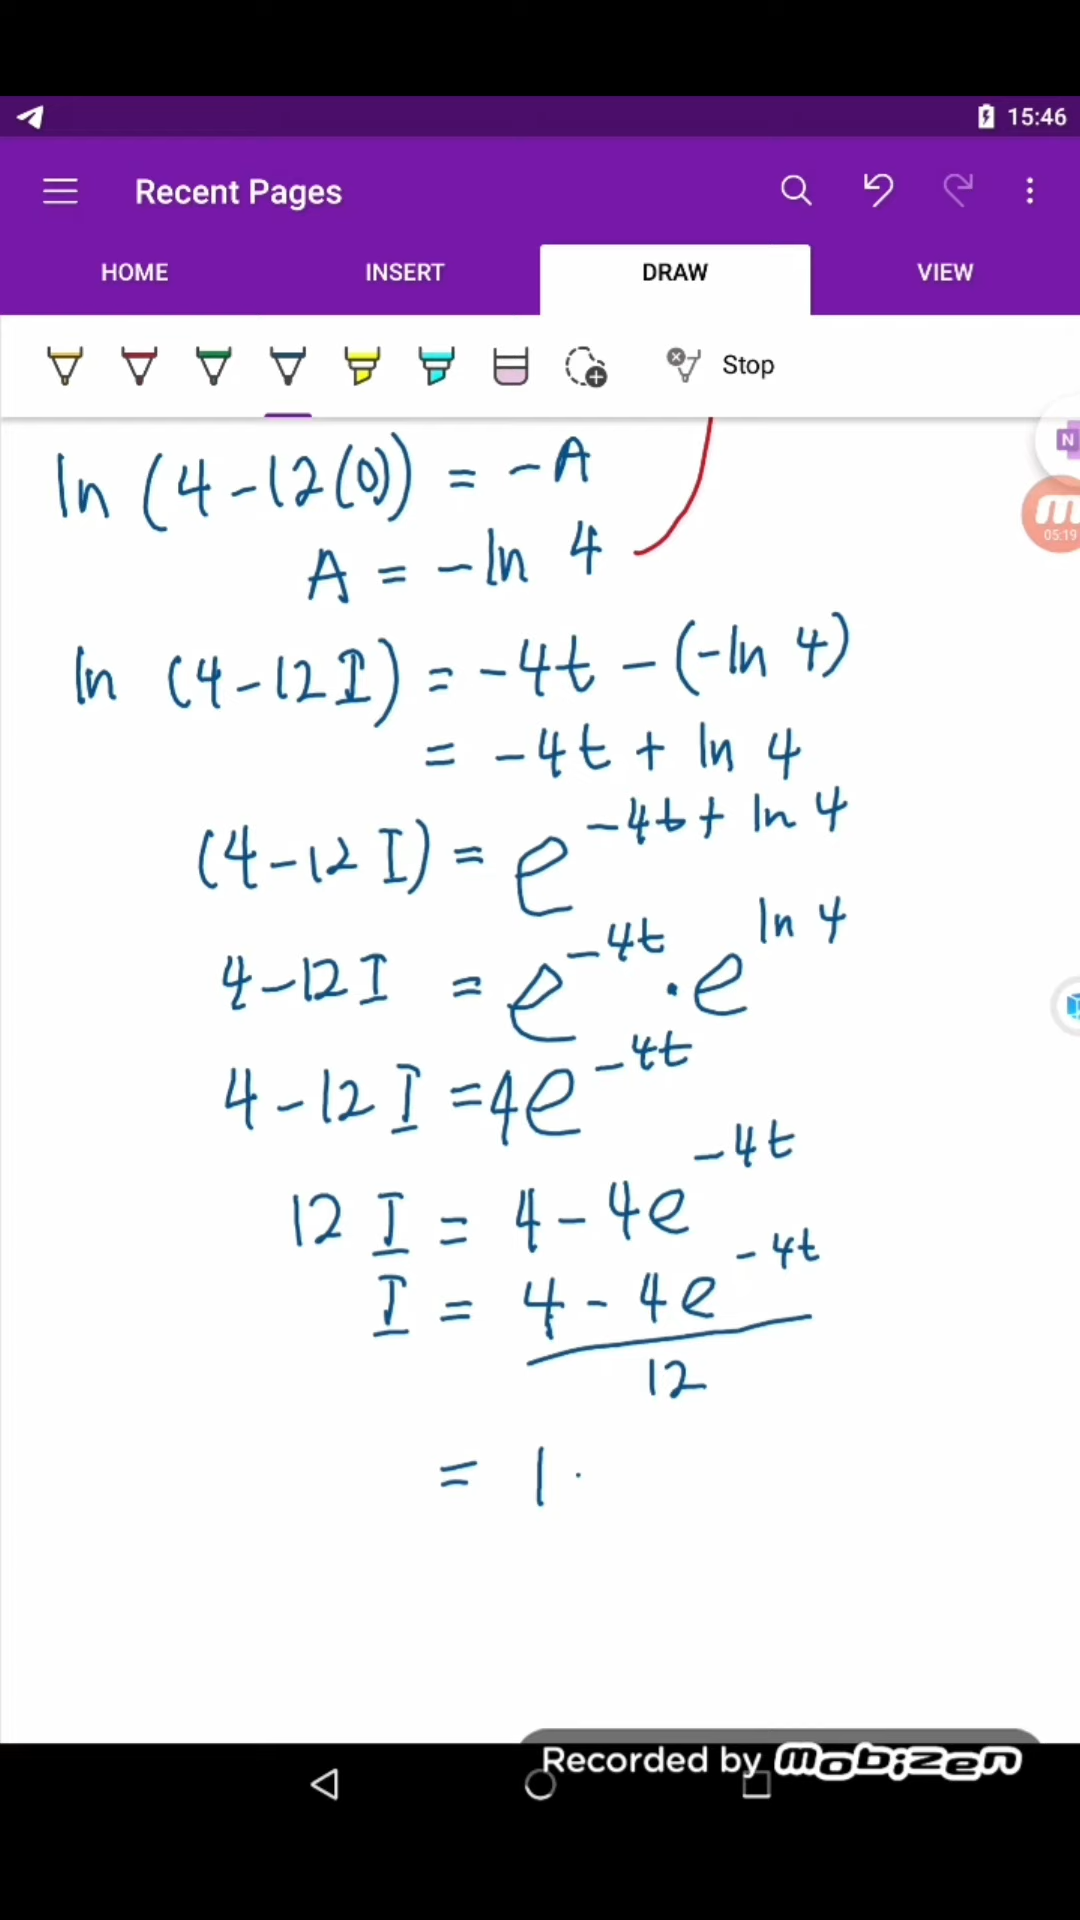 15:46
Recent Pages
HOME INSERT DRAW VIEW
Stop
N
05:19
ln (4-12(0)) = -A
A = -ln 4
ln (4-12I) = -4t - (-ln 4)
= -4t + ln 4
(4-12I) = e^{-4t + ln 4}
4-12I = e^{-4t} · e^{ln 4}
4-12I = 4e^{-4t}
12I = 4-4e^{-4t}
I = 4-4e^{-4t}
12
= 1 ·
Recorded by mobizen